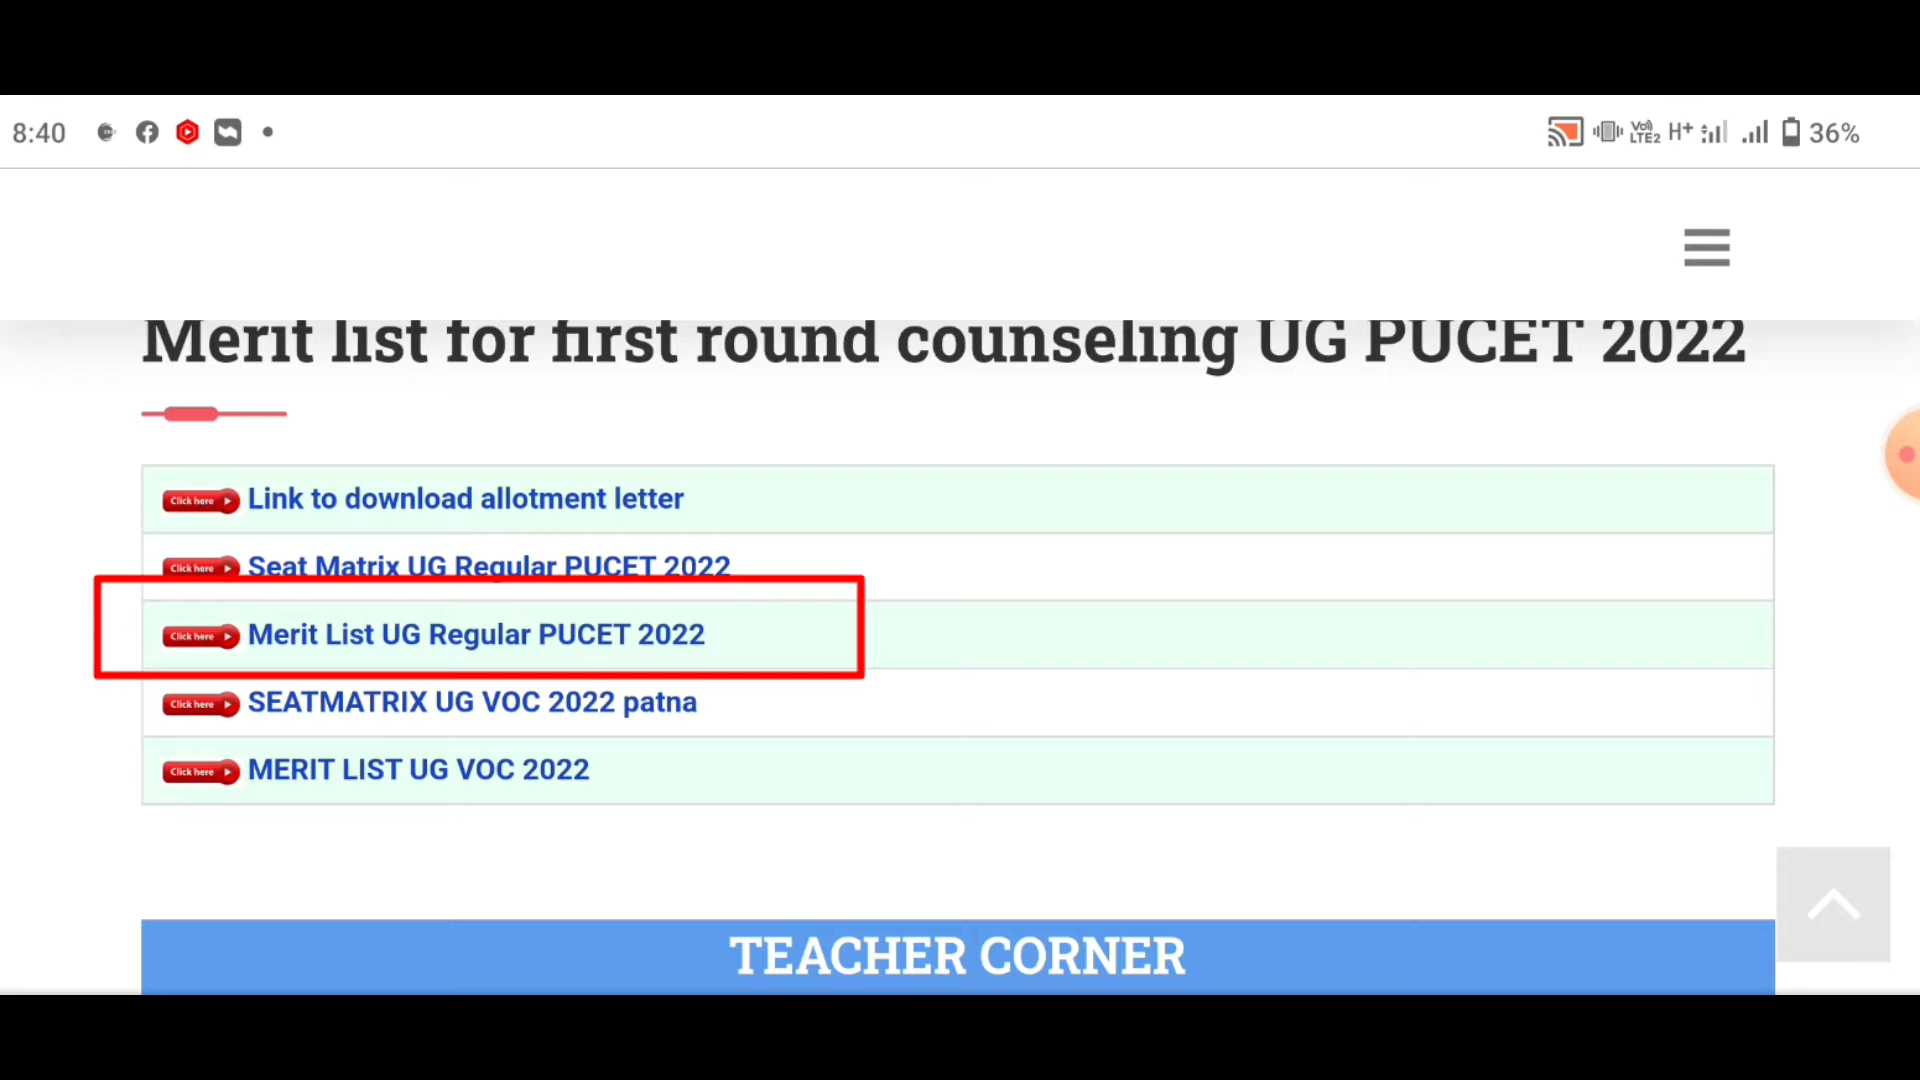 8:40
Vo) LTE2 H+ 36%
Merit list for first round counseling UG PUCET 2022
Click here Link to download allotment letter
Click here Seat Matrix UG Regular PUCET 2022
Click here Merit List UG Regular PUCET 2022
Click here SEATMATRIX UG VOC 2022 patna
Click here MERIT LIST UG VOC 2022
TEACHER CORNER